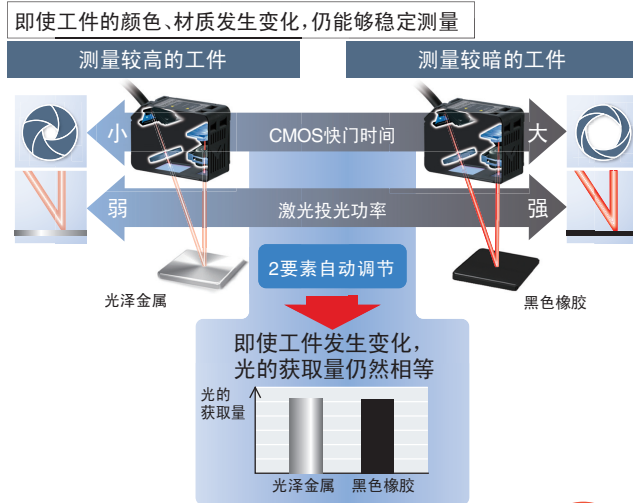 即使工件的颜色、材质发生变化，仍能够稳定测量
测量较高的工件
测量较暗的工件
小
CMOS快门时间
大
弱
激光投光功率
强
2要素自动调节
光泽金属
黑色橡胶
即使工件发生变化，
光的获取量仍然相等
光的
获取量
光泽金属
黑色橡胶